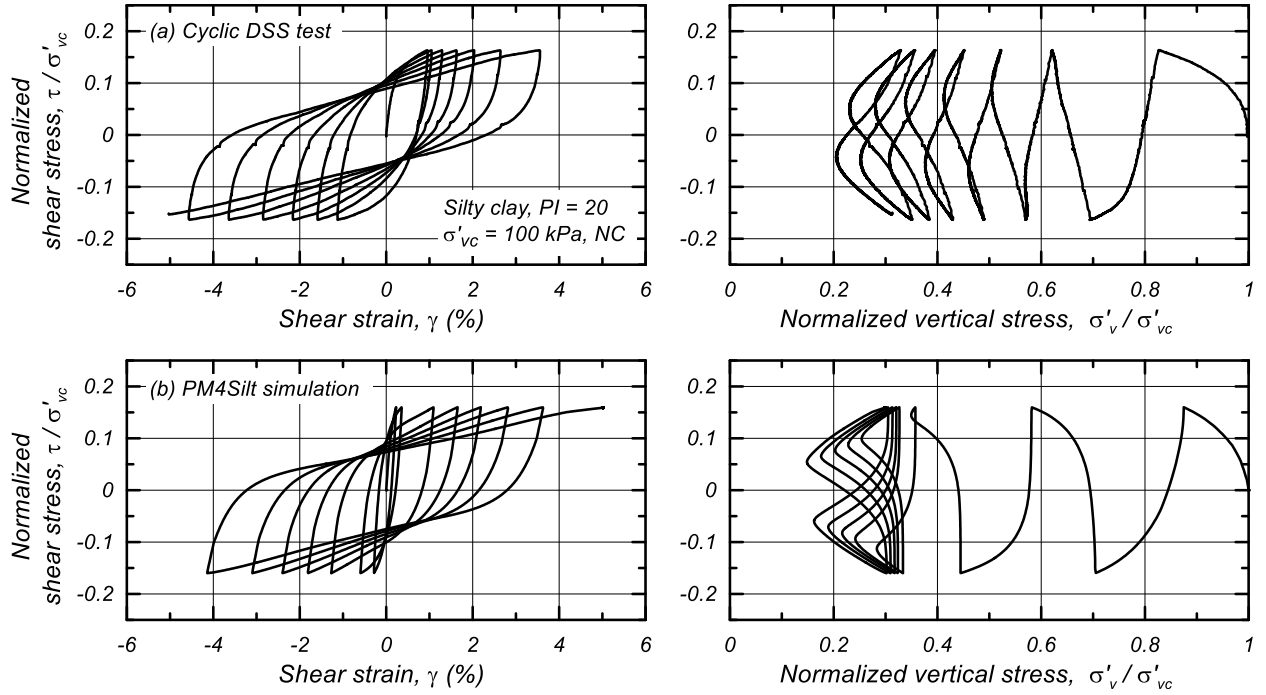 (a) Cyclic DSS test
Normalized
shear stress, τ / σ'vc
0.2
0.1
0
-0.1
-0.2
Silty clay, PI = 20
σ'vc = 100 kPa, NC
-6 -4 -2 0 2 4 6
Shear strain, γ (%)
0.2
0.1
0
-0.1
-0.2
0 0.2 0.4 0.6 0.8 1
Normalized vertical stress, σ'v / σ'vc
(b) PM4Silt simulation
Normalized
shear stress, τ / σ'vc
0.2
0.1
0
-0.1
-0.2
-6 -4 -2 0 2 4 6
Shear strain, γ (%)
0.2
0.1
0
-0.1
-0.2
0 0.2 0.4 0.6 0.8 1
Normalized vertical stress, σ'v / σ'vc